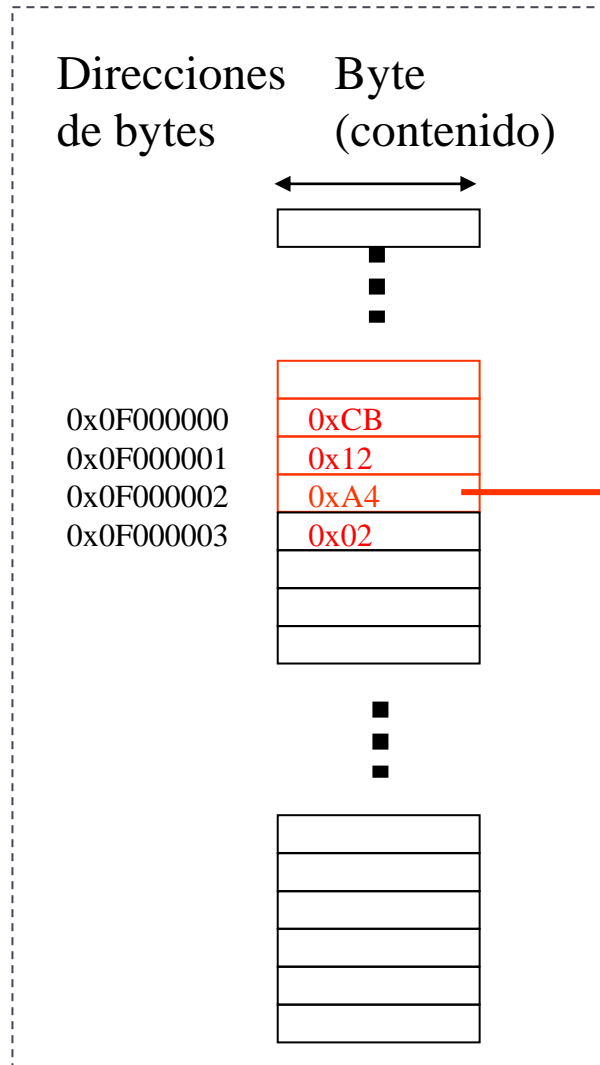 Direcciones Byte
de bytes (contenido)
0x0F000000 0xCB
0x0F000001 0x12
0x0F000002 0xA4
0x0F000003 0x02